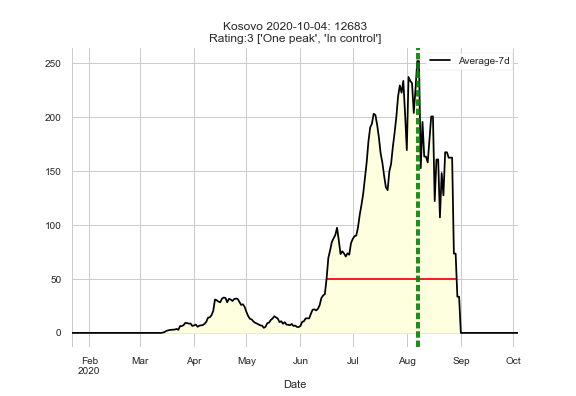 Kosovo 2020-10-04: 12683
Rating:3 ['One peak', 'In control']
Average-7d
250
200
150
100
50
0
Feb Mar Apr May Jun Jul Aug Sep Oct
2020
Date